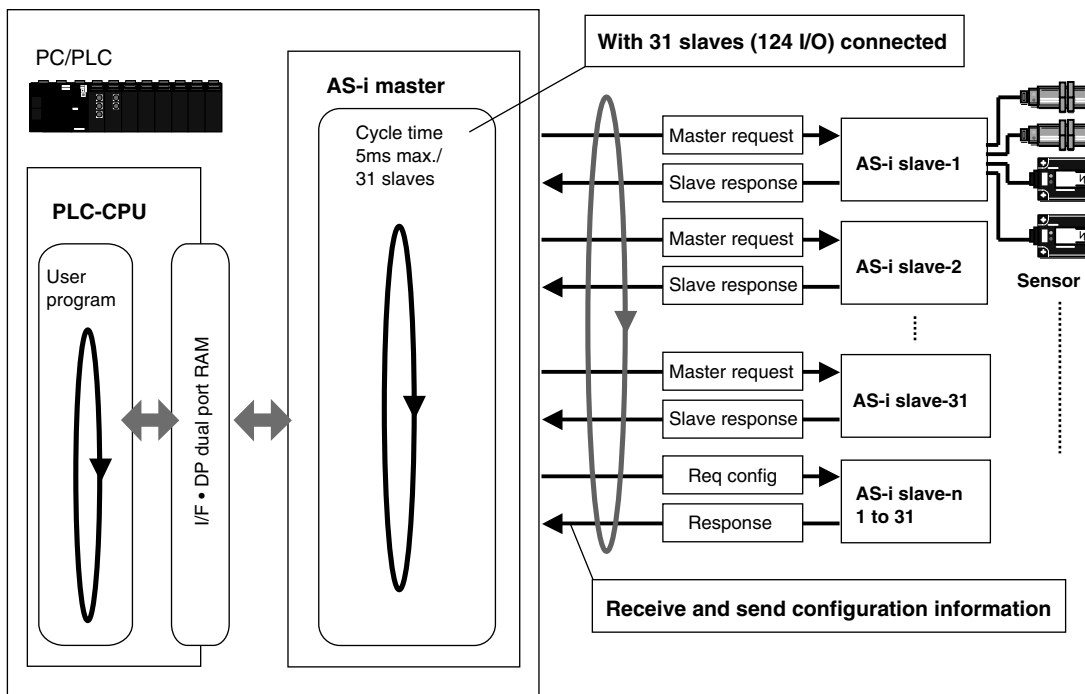 PC/PLC
PLC-CPU
User
program
I/F • DP dual port RAM
AS-i master
Cycle time
5ms max./
31 slaves
With 31 slaves (124 I/O) connected
Master request
Slave response
AS-i slave-1
Master request
Slave response
AS-i slave-2
Sensor
Master request
Slave response
AS-i slave-31
Req config
Response
AS-i slave-n
1 to 31
Receive and send configuration information